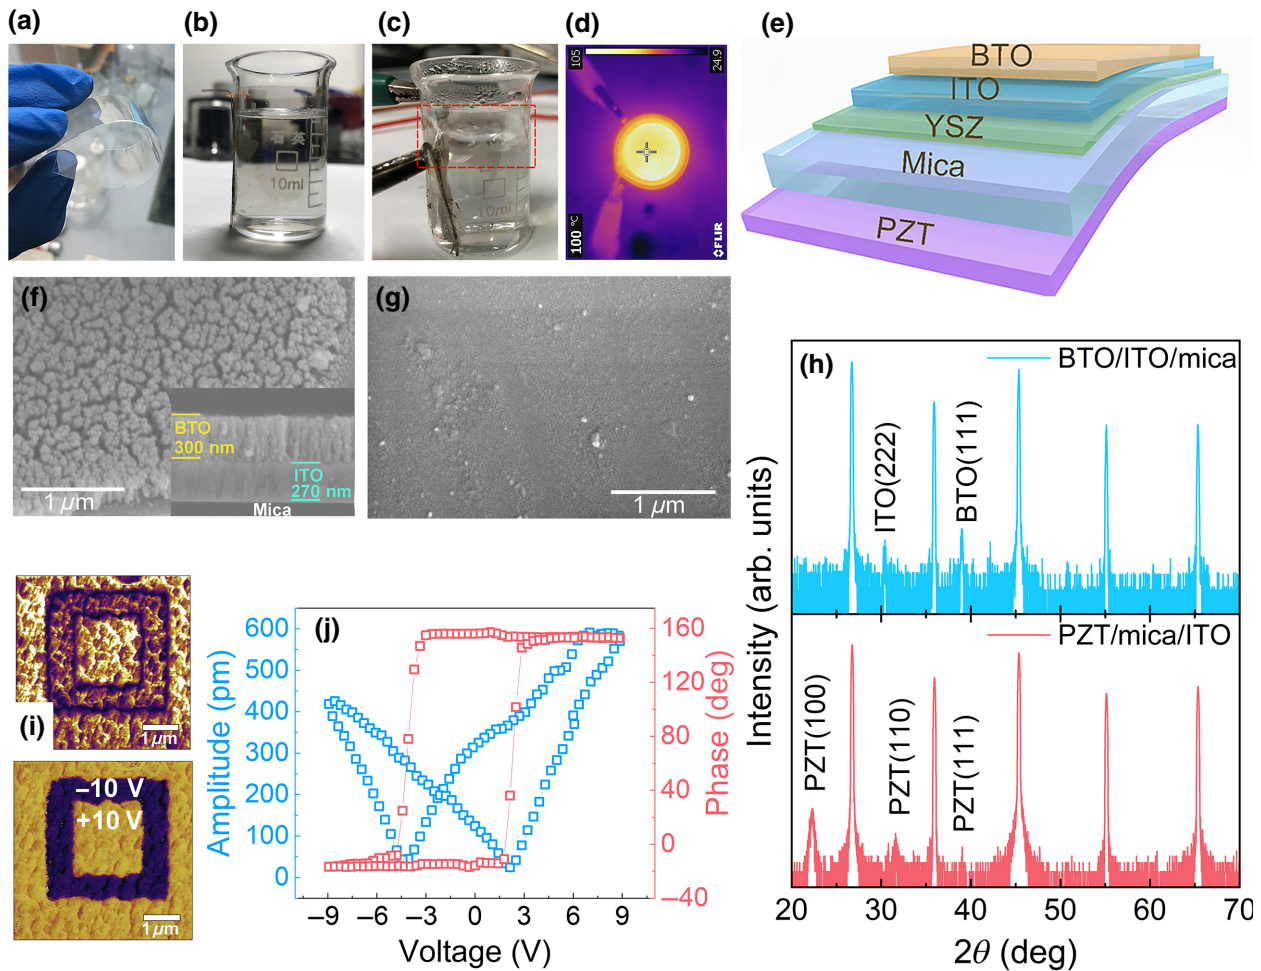 (a)
(b)
(c)
(d)
(e)
石 英
10ml
10ml
105
24.9
100 °C
FLIR
BTO
ITO
YSZ
Mica
PZT
(f)
BTO
300 nm
ITO
270 nm
Mica
1 µm
(g)
1 µm
(h)
BTO/ITO/mica
ITO(222)
BTO(111)
PZT/mica/ITO
PZT(100)
PZT(110)
PZT(111)
Intensity (arb. units)
20 30 40 50 60 70
2θ (deg)
(i)
1 µm
–10 V
+10 V
1 µm
(j)
Amplitude (pm)
600
500
400
300
200
100
0
Phase (deg)
160
120
80
40
0
–40
–9 –6 –3 0 3 6 9
Voltage (V)